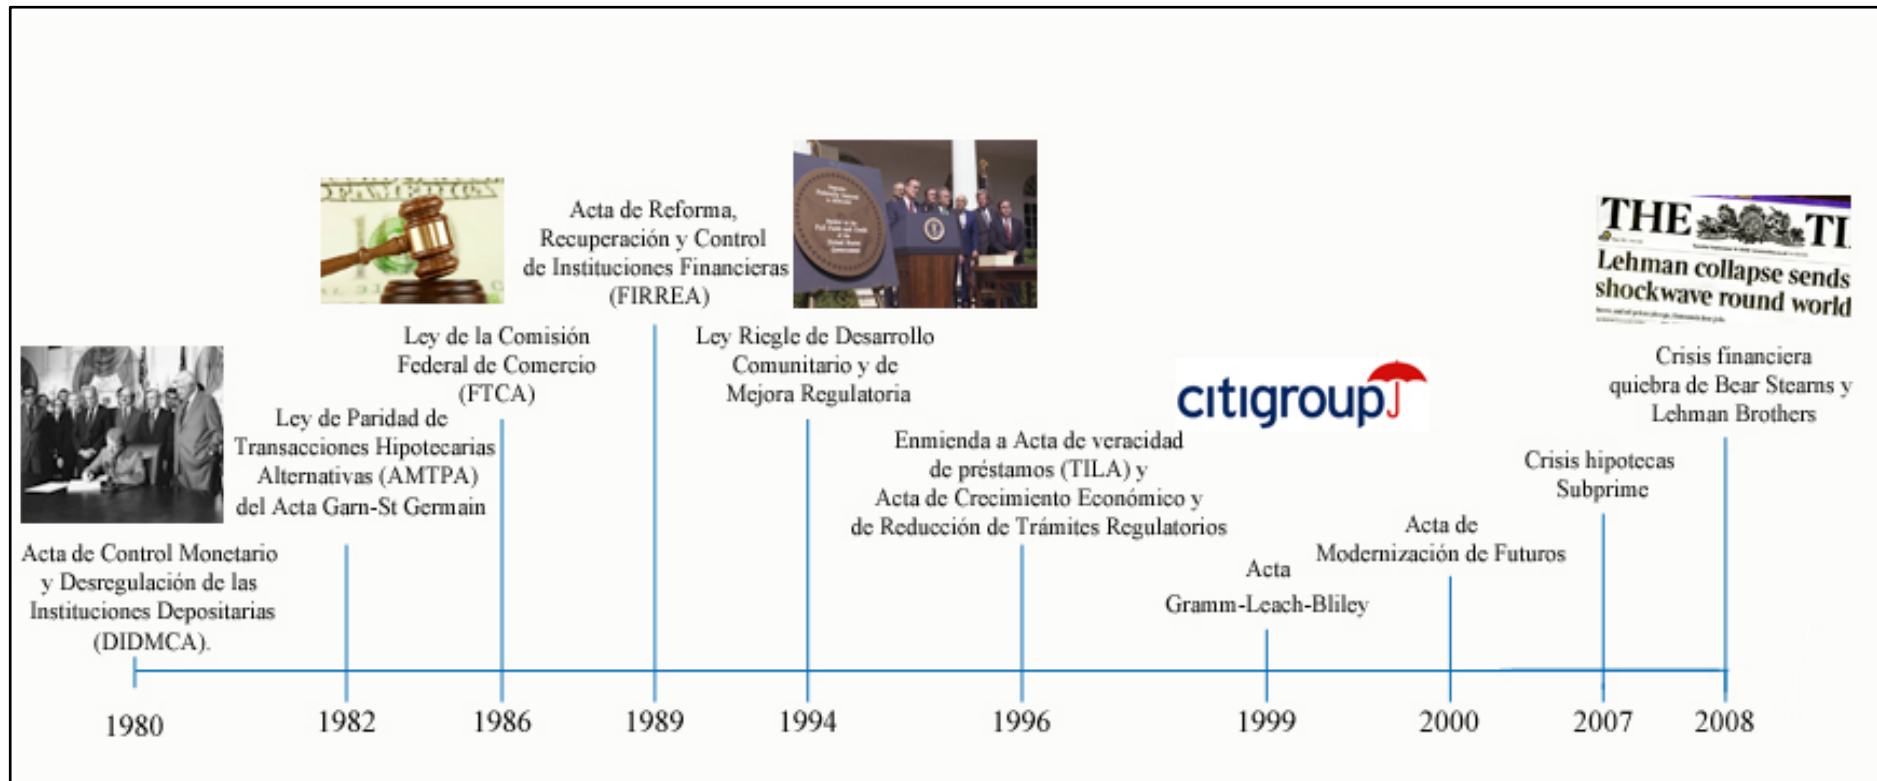 Acta de Control Monetario
y Desregulación de las
Instituciones Depositarias
(DIDMCA).
1980
Ley de Paridad de
Transacciones Hipotecarias
Alternativas (AMTPA)
del Acta Garn-St Germain
1982
Ley de la Comisión
Federal de Comercio
(FTCA)
1986
Acta de Reforma,
Recuperación y Control
de Instituciones Financieras
(FIRREA)
1989
Ley Riegle de Desarrollo
Comunitario y de
Mejora Regulatoria
1994
Enmienda a Acta de veracidad
de préstamos (TILA) y
Acta de Crecimiento Económico y
de Reducción de Trámites Regulatorios
1996
citigroup
Acta
Gramm-Leach-Bliley
1999
Acta de
Modernización de Futuros
2000
Crisis hipotecas
Subprime
2007
THE TI
Lehman collapse sends
shockwave round world
Crisis financiera
quiebra de Bear Stearns y
Lehman Brothers
2008